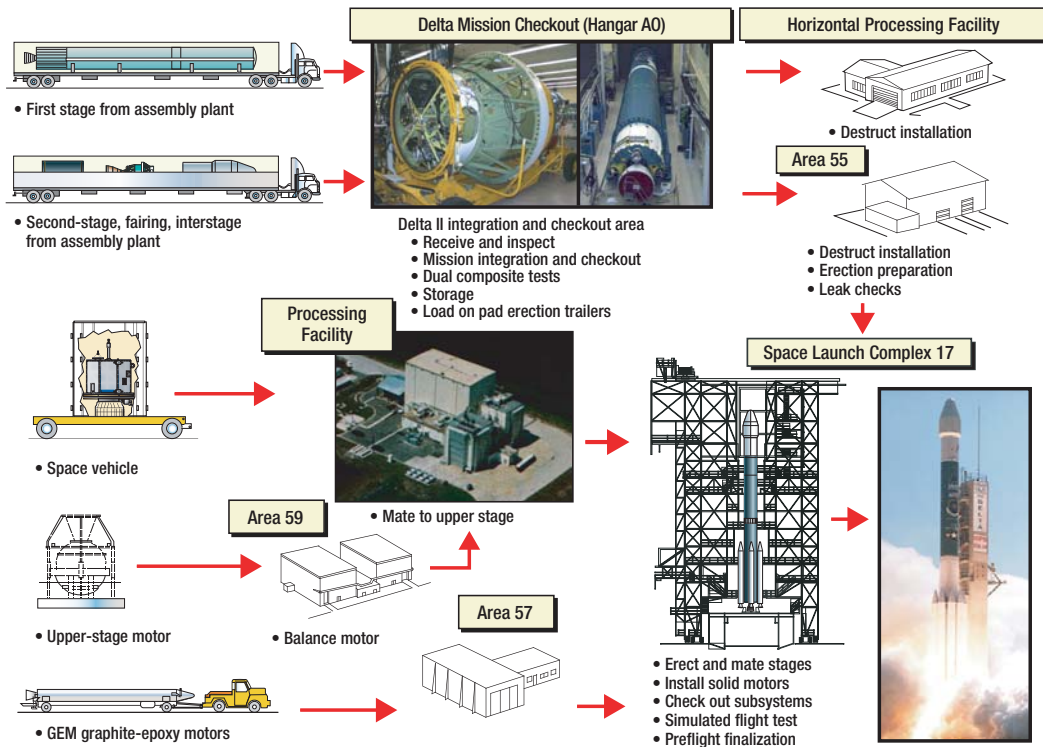 Delta Mission Checkout (Hangar AO)
Horizontal Processing Facility
• First stage from assembly plant
• Destruct installation
Area 55
• Second-stage, fairing, interstage
from assembly plant
Delta II integration and checkout area
• Receive and inspect
• Mission integration and checkout
• Dual composite tests
• Storage
• Load on pad erection trailers
• Destruct installation
• Erection preparation
• Leak checks
Processing
Facility
Space Launch Complex 17
• Space vehicle
• Mate to upper stage
Area 59
• Upper-stage motor
• Balance motor
Area 57
• GEM graphite-epoxy motors
• Erect and mate stages
• Install solid motors
• Check out subsystems
• Simulated flight test
• Preflight finalization
DELTA